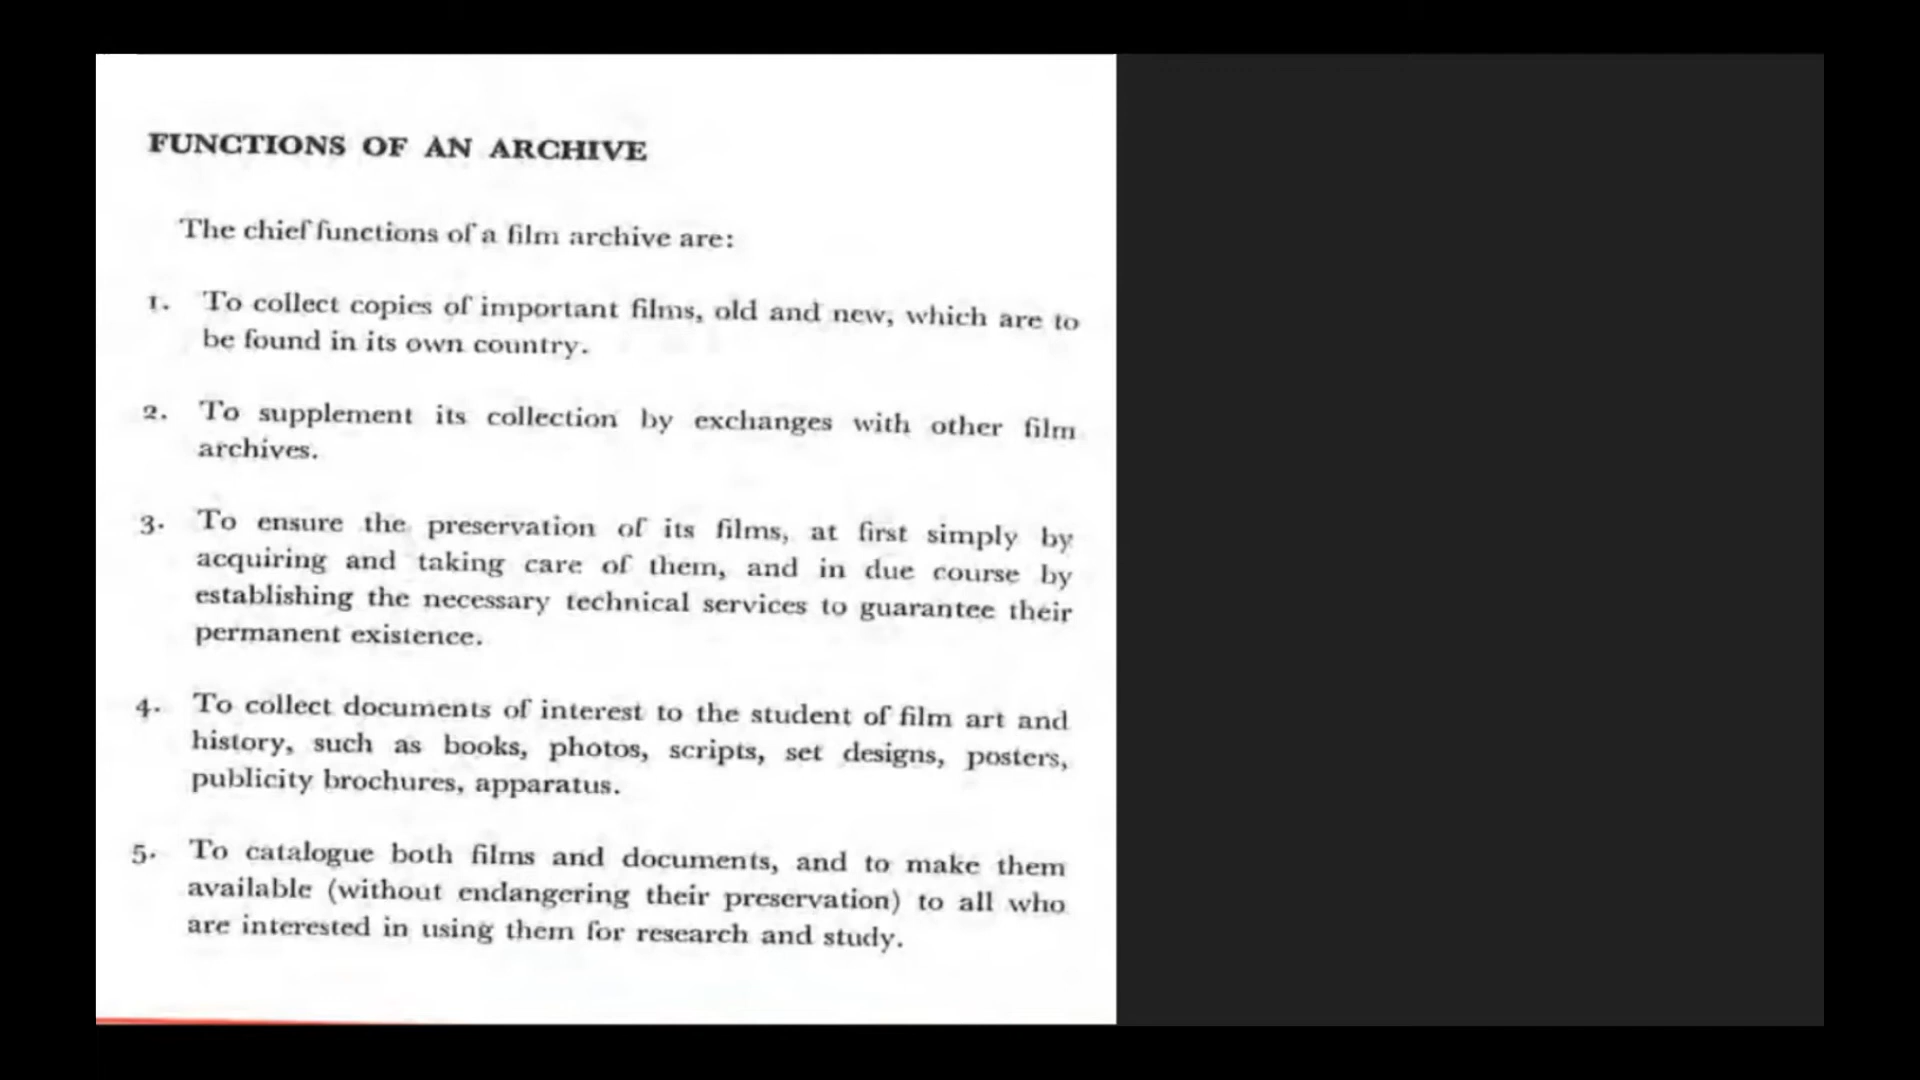 FUNCTIONS OF AN ARCHIVE
The chief functions of a film archive are:
1. To collect copies of important films, old and new, which are to
be found in its own country.
2. To supplement its collection by exchanges with other film
archives.
3. To ensure the preservation of its films, at first simply by
acquiring and taking care of them, and in due course by
establishing the necessary technical services to guarantee their
permanent existence.
4. To collect documents of interest to the student of film art and
history, such as books, photos, scripts, set designs, posters,
publicity brochures, apparatus.
5. To catalogue both films and documents, and to make them
available (without endangering their preservation) to all who
are interested in using them for research and study.